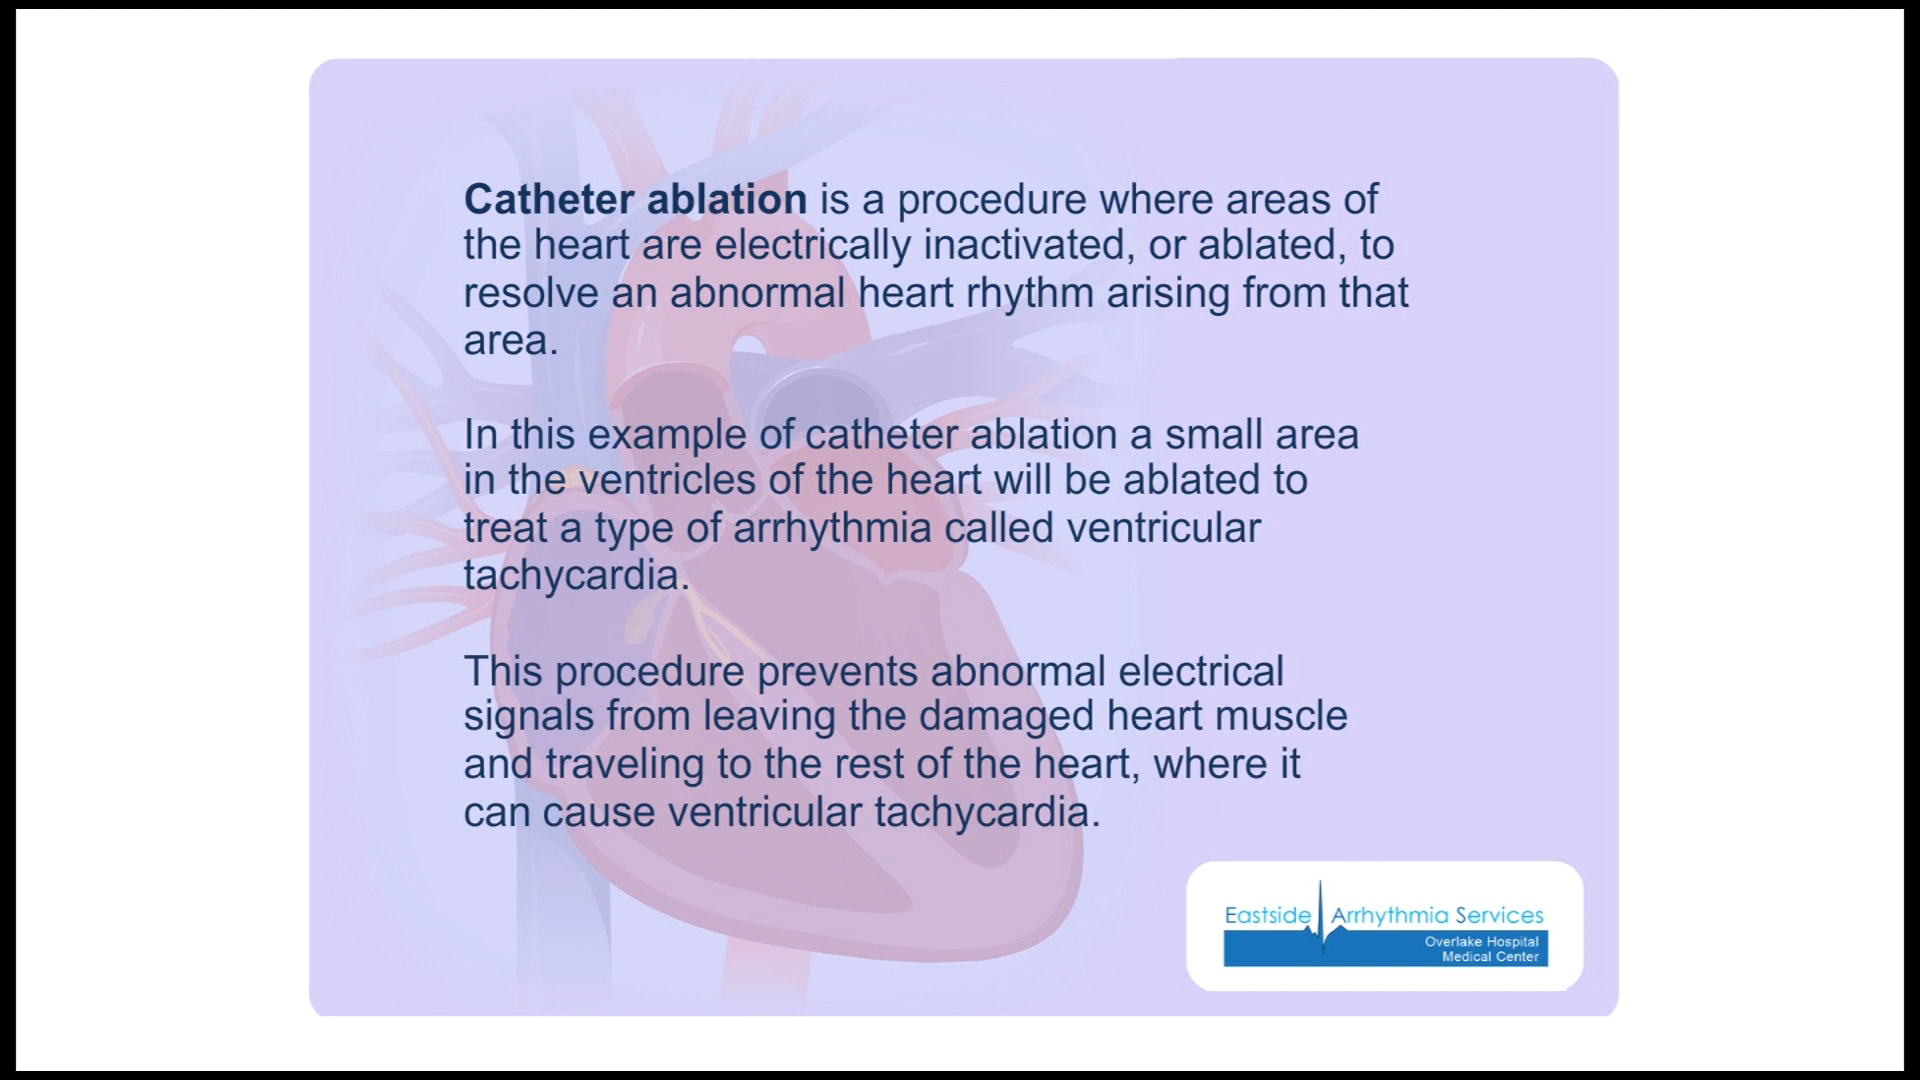 Catheter ablation is a procedure where areas of
the heart are electrically inactivated, or ablated, to
resolve an abnormal heart rhythm arising from that
area.
In this example of catheter ablation a small area
in the ventricles of the heart will be ablated to
treat a type of arrhythmia called ventricular
tachycardia.
This procedure prevents abnormal electrical
signals from leaving the damaged heart muscle
and traveling to the rest of the heart, where it
can cause ventricular tachycardia.
Eastside Arrhythmia Services
Overlake Hospital
Medical Center